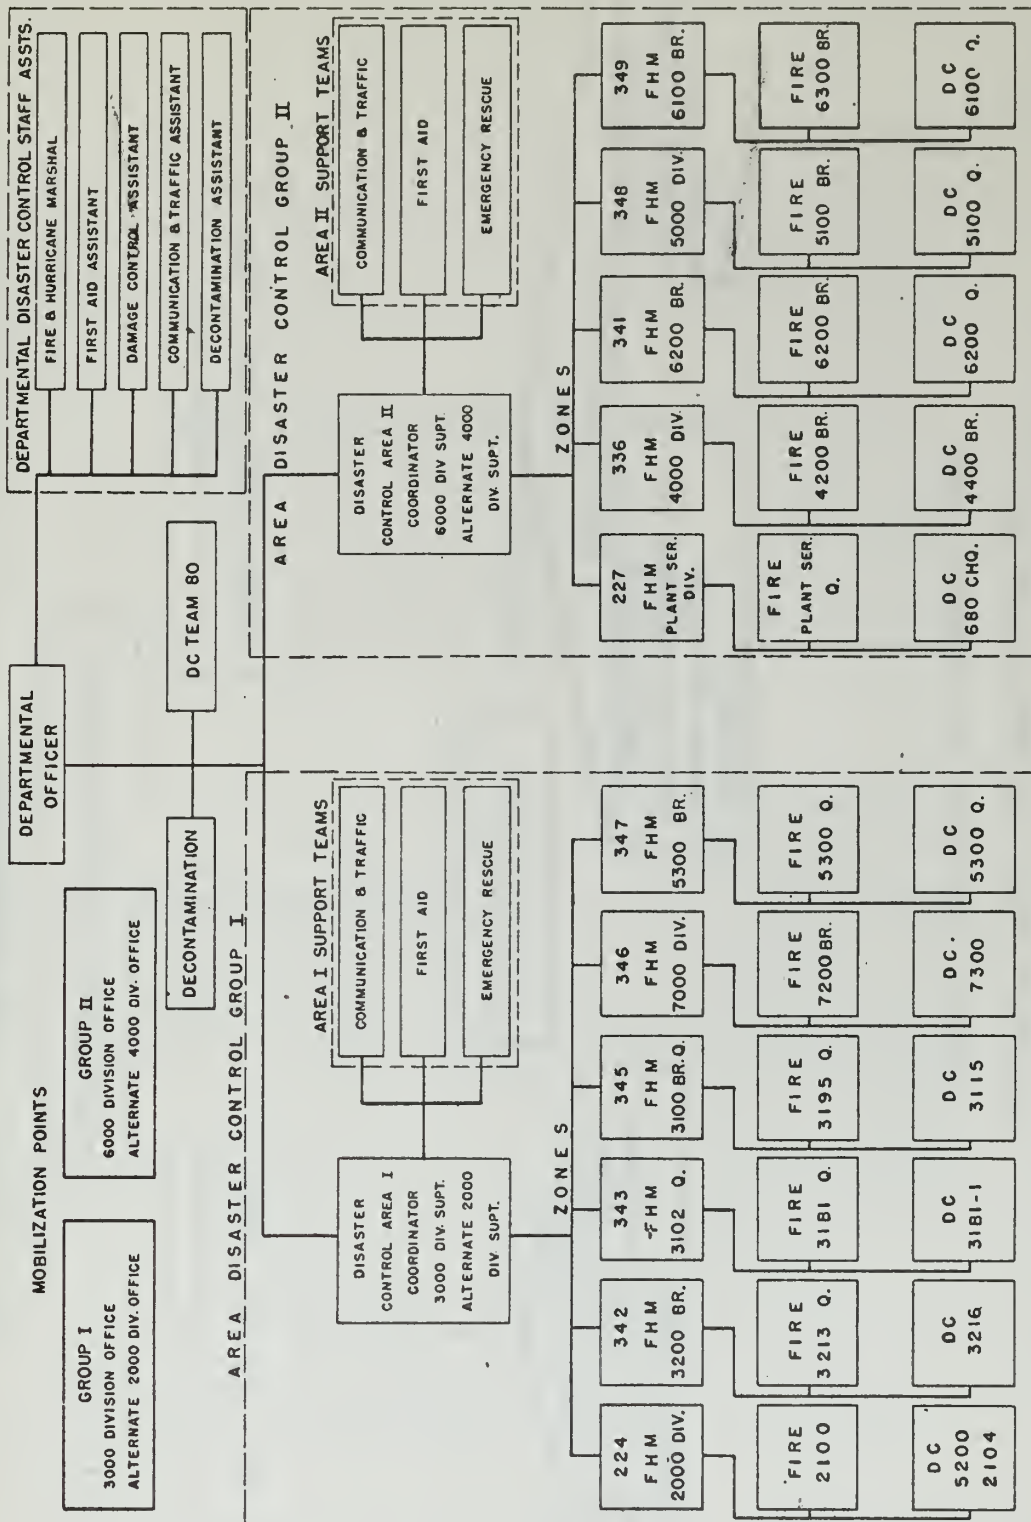 MOBILIZATION POINTS
GROUP I
3000 DIVISION OFFICE
ALTERNATE 2000 DIV. OFFICE
GROUP II
6000 DIVISION OFFICE
ALTERNATE 4000 DIV. OFFICE
DEPARTMENTAL
OFFICER
DECONTAMINATION
DC TEAM 80
DEPARTMENTAL DISASTER CONTROL STAFF ASSTS.
FIRE & HURRICANE MARSHAL
FIRST AID ASSISTANT
DAMAGE CONTROL ASSISTANT
COMMUNICATION & TRAFFIC ASSISTANT
DECONTAMINATION ASSISTANT
AREA DISASTER CONTROL GROUP I
DISASTER
CONTROL AREA I
COORDINATOR
3000 DIV. SUPT.
ALTERNATE 2000
DIV. SUPT.
AREA I SUPPORT TEAMS
COMMUNICATION & TRAFFIC
FIRST AID
EMERGENCY RESCUE
ZONES
224
FHM
2000 DIV.
FIRE
2100
DC
5200
2104
342
FHM
3200 BR.
FIRE
3213 Q.
DC
3216
343
FHM
3102 Q.
FIRE
31B1 Q.
DC
31B1-1
345
FHM
3100 BR.Q.
FIRE
3195 Q.
DC
3115
346
FHM
7000 DIV.
FIRE
7200 BR.
DC.
7300
347
FHM
5300 BR.
FIRE
5300 Q.
DC
5300 Q.
AREA DISASTER CONTROL GROUP II
DISASTER
CONTROL AREA II
COORDINATOR
6000 DIV SUPT.
ALTERNATE 4000
DIV. SUPT.
AREA II SUPPORT TEAMS
COMMUNICATION & TRAFFIC
FIRST AID
EMERGENCY RESCUE
ZONES
227
FHM
PLANT SER.
DIV.
FIRE
PLANT SER.
Q.
DC
680 CHQ.
336
FHM
4000 DIV.
FIRE
4200 BR.
DC
4400 BR.
341
FHM
6200 BR.
FIRE
6200 BR.
DC
6200 Q.
348
FHM
5000 DIV.
FIRE
5100 BR.
DC
5100 Q.
349
FHM
6100 BR.
FIRE
6300 BR.
DC
6100 Q.